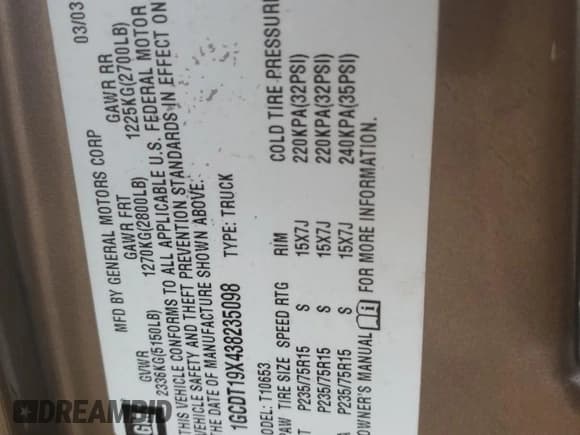 MFD BY GENERAL MOTORS CORP 03/03
GVWR GAWR FRT GAWR RR
2336KG(5150LB) 1270KG(2800LB) 1225KG(2700LB)
THIS VEHICLE CONFORMS TO ALL APPLICABLE U.S. FEDERAL MOTOR
VEHICLE SAFETY AND THEFT PREVENTION STANDARDS IN EFFECT ON
THE DATE OF MANUFACTURE SHOWN ABOVE.
1GCDT19X438235098 TYPE: TRUCK
MODEL: T10653
TIRE SIZE SPEED RTG RIM COLD TIRE PRESSURE
P235/75R15 S 15X7J 220KPA(32PSI)
P235/75R15 S 15X7J 220KPA(32PSI)
P235/75R15 S 15X7J 240KPA(35PSI)
OWNER'S MANUAL i FOR MORE INFORMATION.
DREAMBID